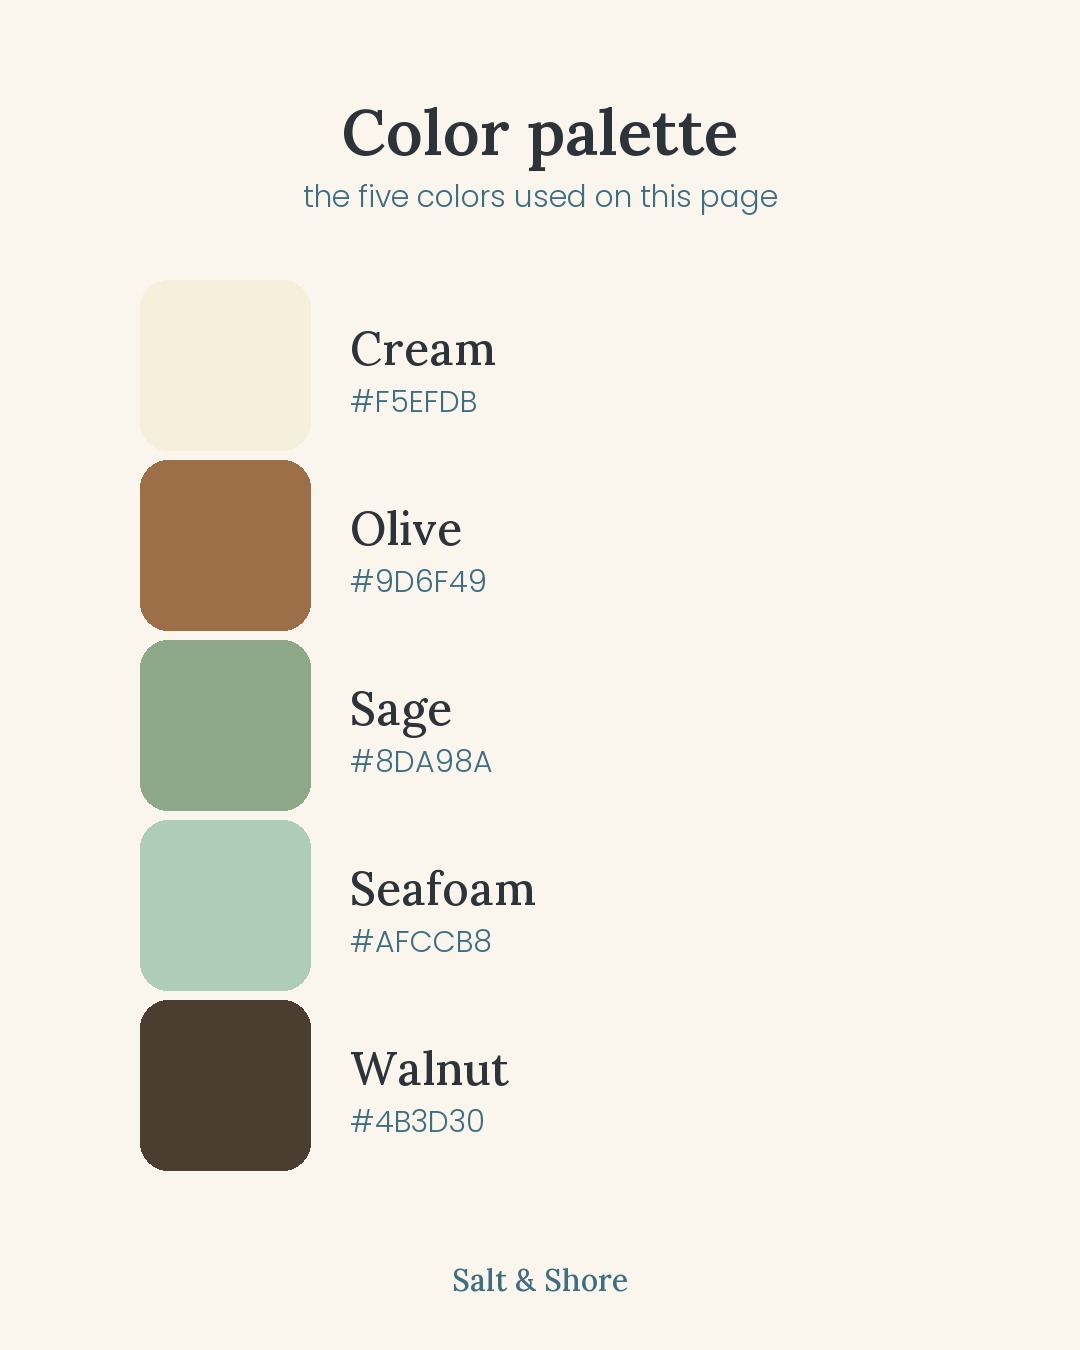 Color palette
the five colors used on this page
Cream
#F5EFDB
Olive
#9D6F49
Sage
#8DA98A
Seafoam
#AFCCB8
Walnut
#4B3D30
Salt & Shore